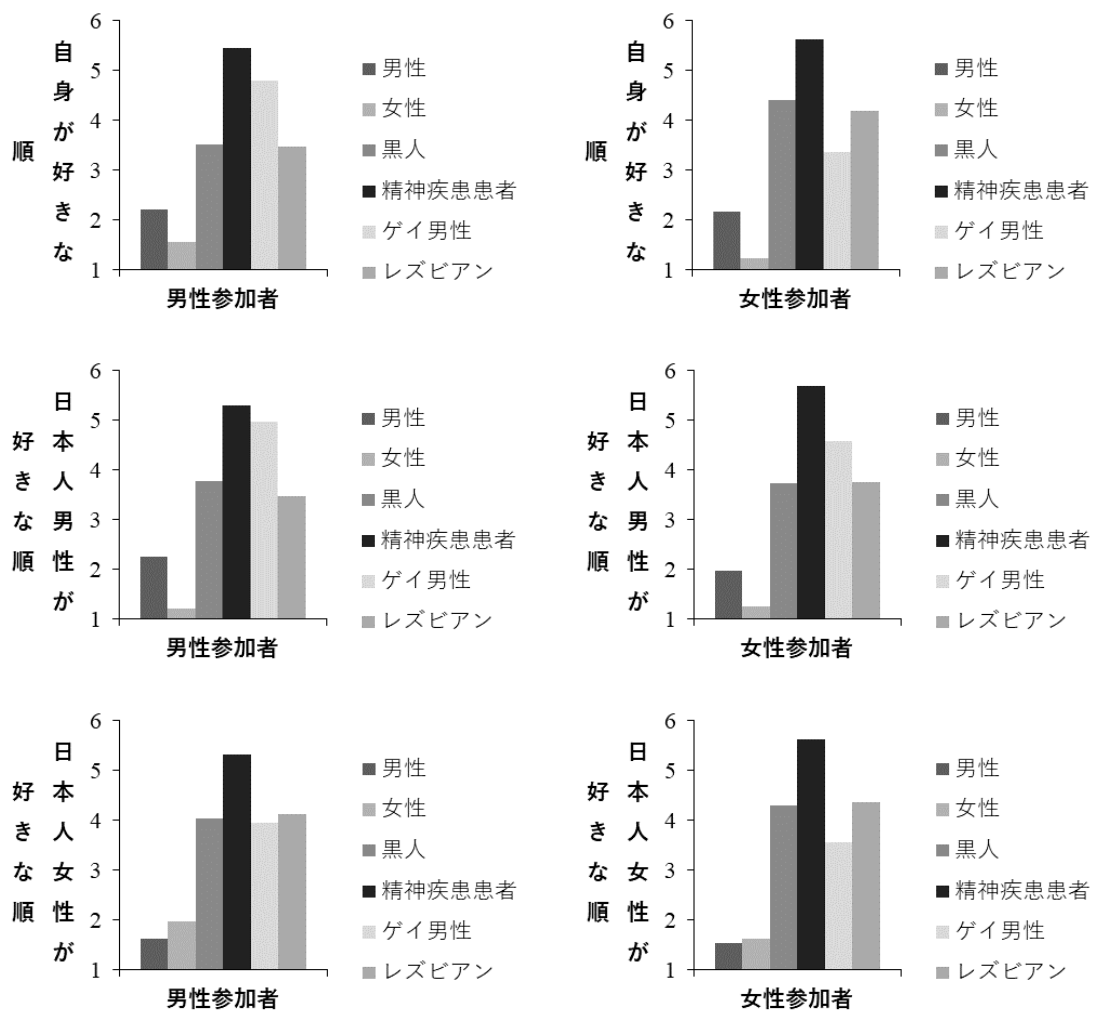 自身が好きな順
6
5
4
3
2
1
男性参加者
男性
女性
黒人
精神疾患患者
ゲイ男性
レズビアン
自身が好きな順
6
5
4
3
2
1
女性参加者
男性
女性
黒人
精神疾患患者
ゲイ男性
レズビアン
日本人男性が
好きな順
6
5
4
3
2
1
男性参加者
男性
女性
黒人
精神疾患患者
ゲイ男性
レズビアン
日本人男性が
好きな順
6
5
4
3
2
1
女性参加者
男性
女性
黒人
精神疾患患者
ゲイ男性
レズビアン
日本人女性が
好きな順
6
5
4
3
2
1
男性参加者
男性
女性
黒人
精神疾患患者
ゲイ男性
レズビアン
日本人女性が
好きな順
6
5
4
3
2
1
女性参加者
男性
女性
黒人
精神疾患患者
ゲイ男性
レズビアン